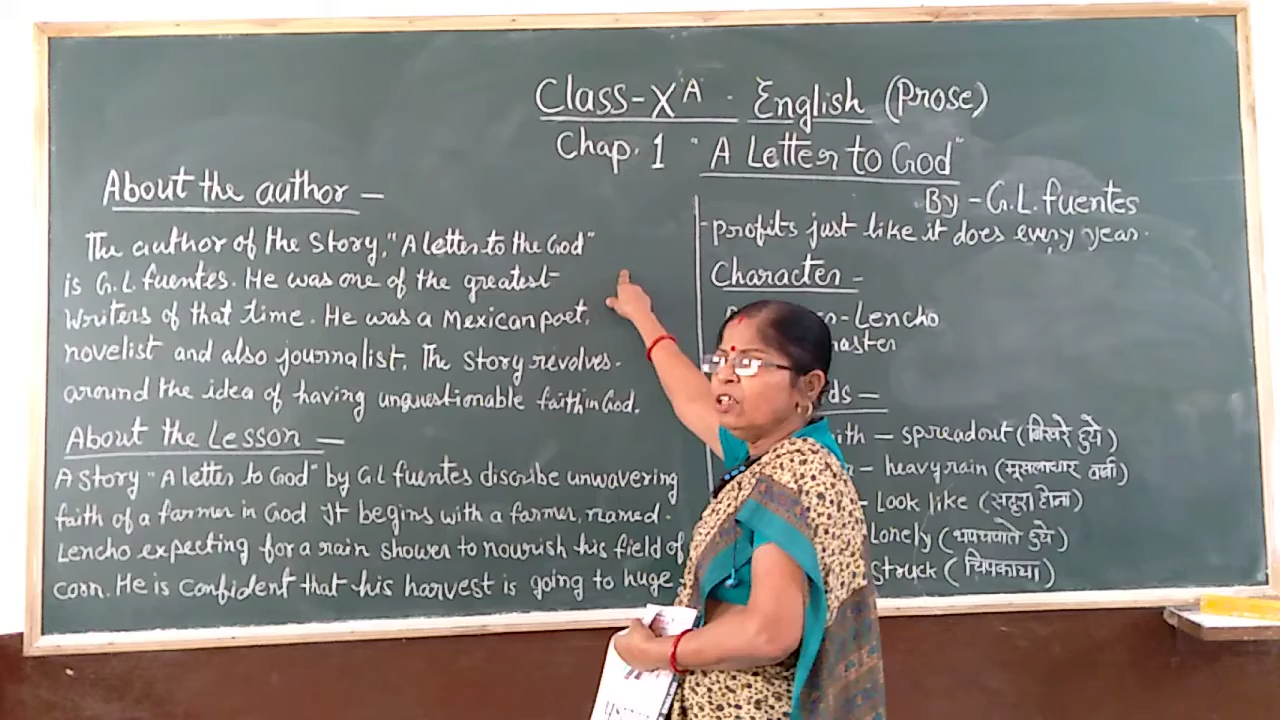 Class-X A . English (Prose)
Chap. 1 "A Letter to God"
By - G.L. fuentes
About the author -
The author of the story, "A letter to the God"
is G.L. fuentes. He was one of the greatest
writers of that time. He was a Mexican poet,
novelist and also journalist. The story revolves.
around the idea of having unquestionable faith in God.
About the Lesson -
A story "A letter to God" by G.L fuentes discribe unwavering
faith of a farmer in God It begins with a farmer, named.
Lencho expecting for a rain shower to nourish his field of
corn. He is confident that his harvest is going to huge
-profits just like it does every year.
Character -
-Lencho
master
- spreadout (बिखरे हुये)
- heavy rain (मूसलाधार वर्षा)
- Look like (सदृश होना)
Lonely
struck (चिपकाया)